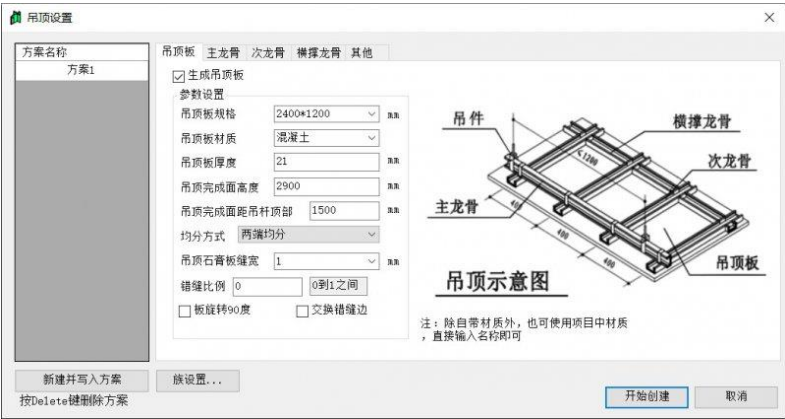 吊顶设置
方案名称
方案1
吊顶板 主龙骨 次龙骨 横撑龙骨 其他
生成吊顶板
参数设置
吊顶板规格 2400*1200 mm
吊顶板材质 混凝土
吊顶板厚度 21 mm
吊顶完成面高度 2900 mm
吊顶完成面距吊杆顶部 1500 mm
均分方式 两端均分
吊顶石膏板缝宽 1 mm
错缝比例 0 0到1之间
板旋转90度 交换错缝边
吊件
横撑龙骨
次龙骨
<1200
主龙骨
400
400
400
吊顶板
吊顶示意图
注：除自带材质外，也可使用项目中材质
，直接输入名称即可
新建并写入方案 族设置...
按Delete键删除方案
开始创建 取消